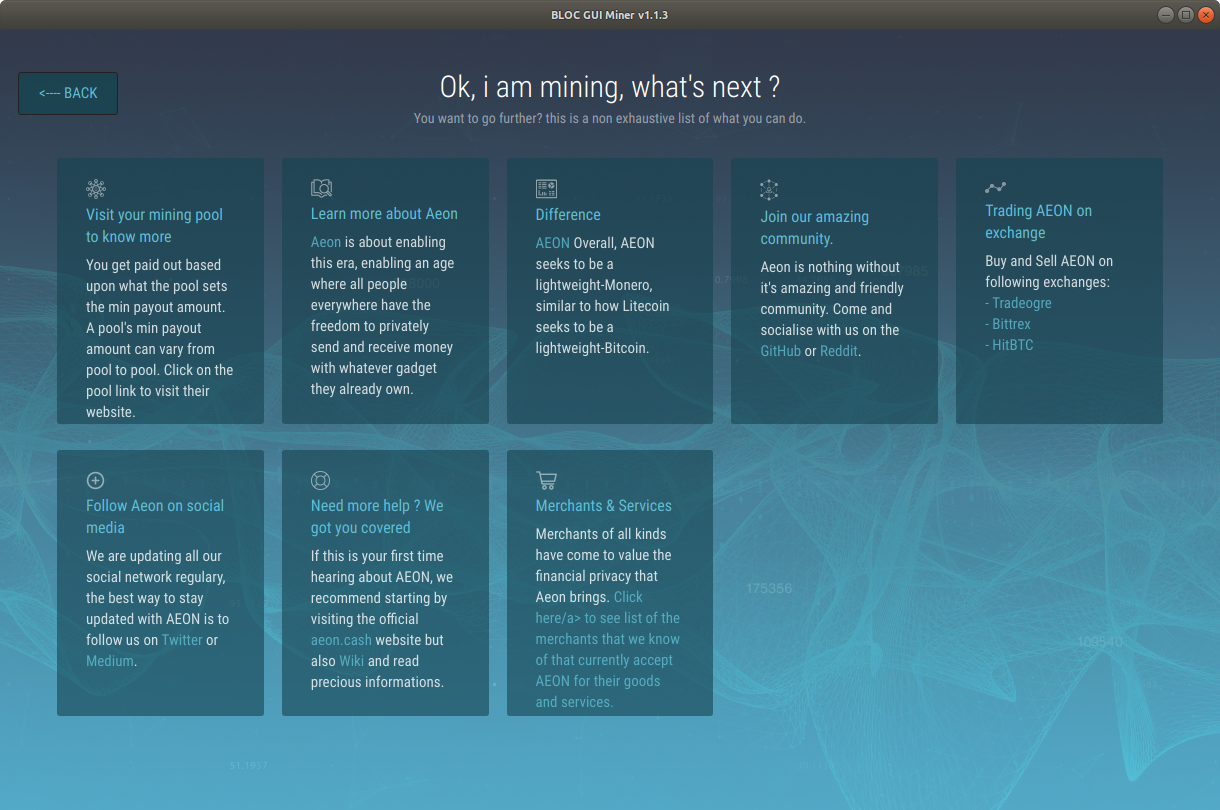 BLOC GUI Miner v1.1.3
<---- BACK
Ok, i am mining, what's next ?
You want to go further? this is a non exhaustive list of what you can do.
Visit your mining pool
to know more
You get paid out based
upon what the pool sets
the min payout amount.
A pool's min payout
amount can vary from
pool to pool. Click on the
pool link to visit their
website.
Learn more about Aeon
Aeon is about enabling
this era, enabling an age
where all people
everywhere have the
freedom to privately
send and receive money
with whatever gadget
they already own.
Difference
AEON Overall, AEON
seeks to be a
lightweight-Monero,
similar to how Litecoin
seeks to be a
lightweight-Bitcoin.
Join our amazing
community.
Aeon is nothing without
it's amazing and friendly
community. Come and
socialise with us on the
GitHub or Reddit.
Trading AEON on
exchange
Buy and Sell AEON on
following exchanges:
- Tradeogre
- Bittrex
- HitBTC
Follow Aeon on social
media
We are updating all our
social network regulary,
the best way to stay
updated with AEON is to
follow us on Twitter or
Medium.
Need more help ? We
got you covered
If this is your first time
hearing about AEON, we
recommend starting by
visiting the official
aeon.cash website but
also Wiki and read
precious informations.
Merchants & Services
Merchants of all kinds
have come to value the
financial privacy that
Aeon brings. Click
here/a> to see list of the
merchants that we know
of that currently accept
AEON for their goods
and services.
175356
109540
51.1957